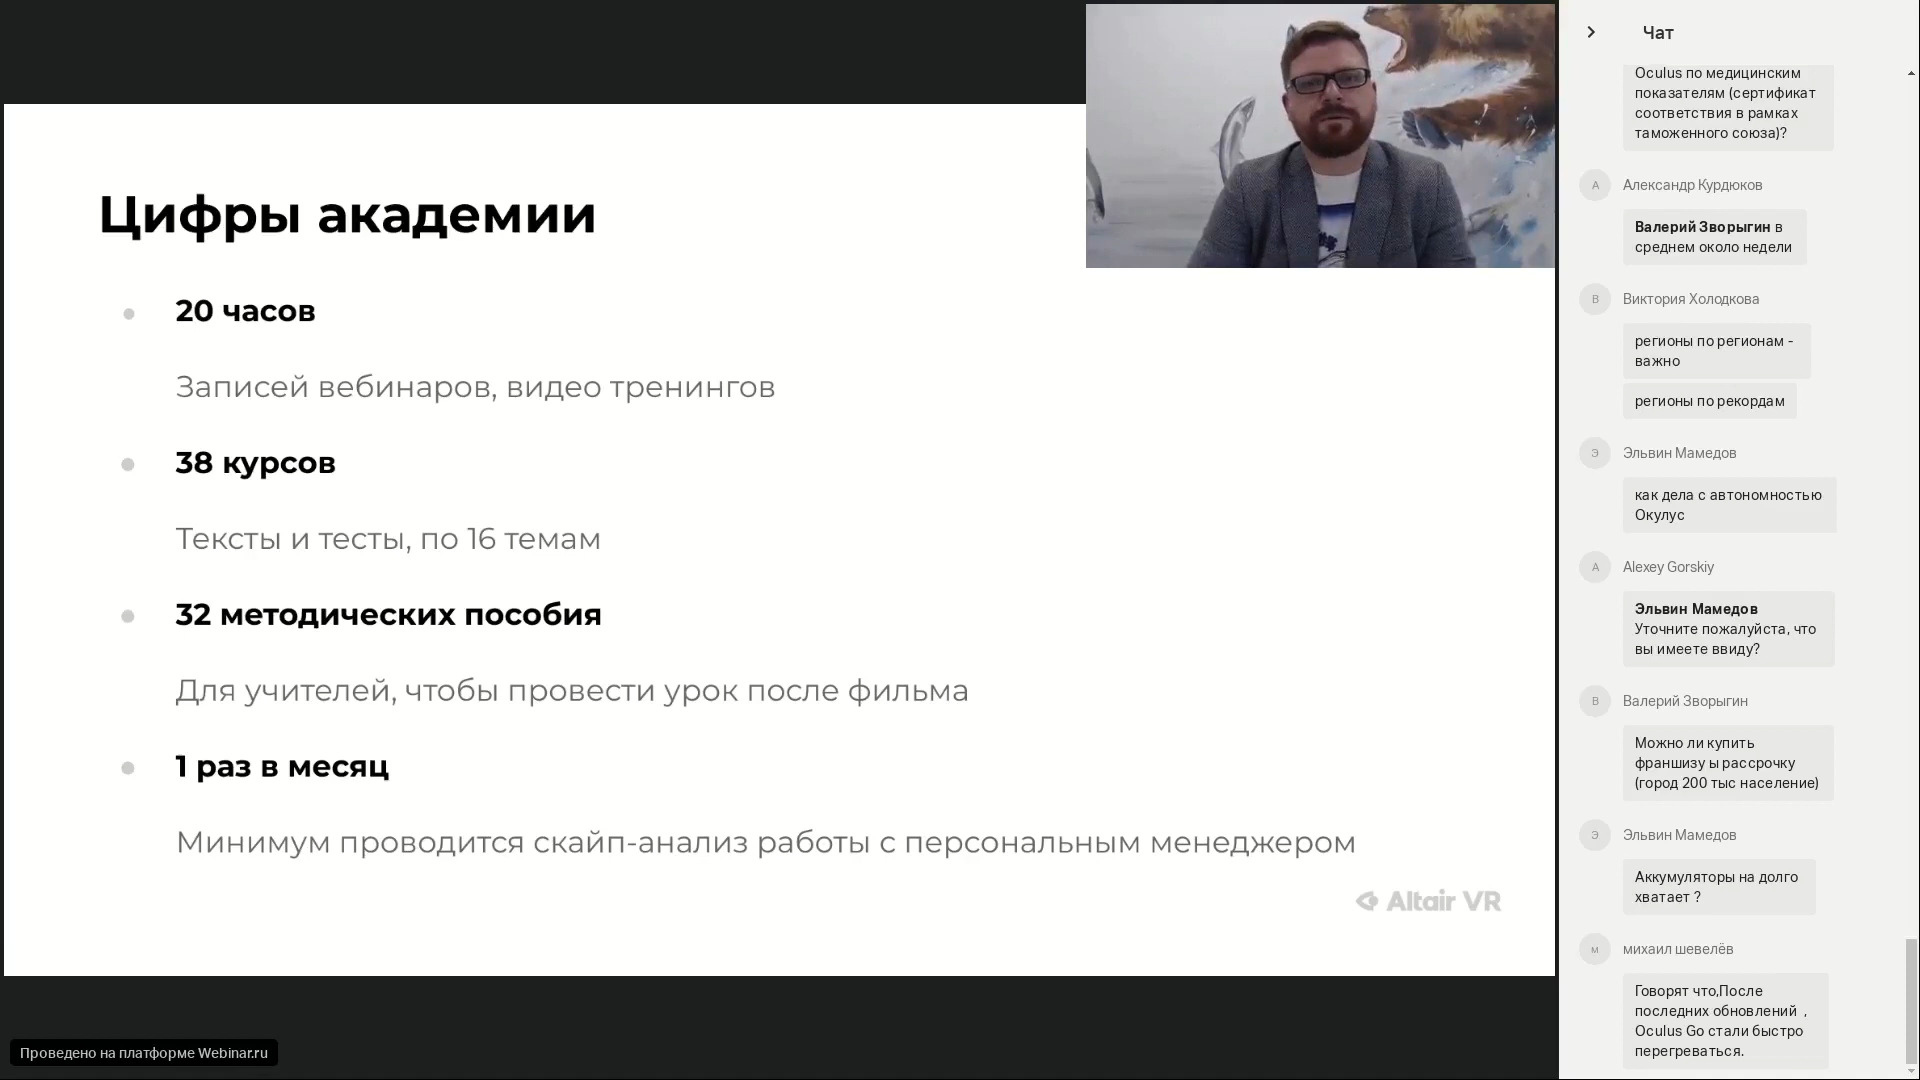 Цифры академии
20 часов
Записей вебинаров, видео тренингов
38 курсов
Тексты и тесты, по 16 темам
32 методических пособия
Для учителей, чтобы провести урок после фильма
1 раз в месяц
Минимум проводится скайп-анализ работы с персональным менеджером
Altair VR
Проведено на платформе Webinar.ru
Чат
Oculus по медицинским
показателям (сертификат
соответствия в рамках
таможенного союза)?
А
Александр Курдюков
Валерий Зворыгин в
среднем около недели
В
Виктория Холодкова
регионы по регионам -
важно
регионы по рекордам
Э
Эльвин Мамедов
как дела с автономностью
Окулус
A
Alexey Gorskiy
Эльвин Мамедов
Уточните пожалуйста, что
вы имеете ввиду?
В
Валерий Зворыгин
Можно ли купить
франшизу ы рассрочку
(город 200 тыс население)
Э
Эльвин Мамедов
Аккумуляторы на долго
хватает ?
м
михаил шевелёв
Говорят что,После
последних обновлений ,
Oculus Go стали быстро
перегреваться.